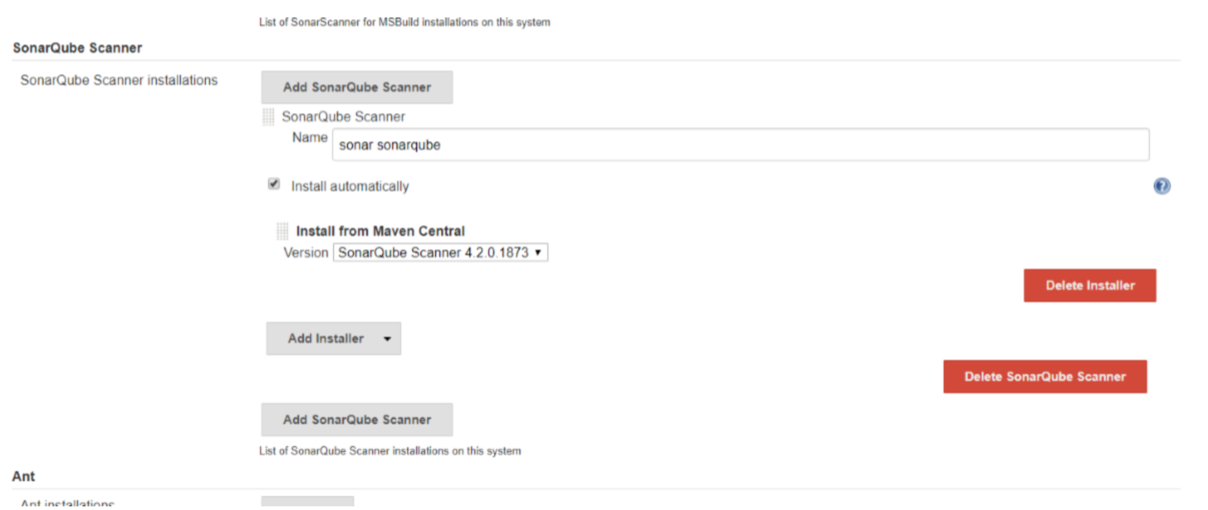 List of SonarScanner for MSBuild installations on this system
SonarQube Scanner
SonarQube Scanner installations
Add SonarQube Scanner
SonarQube Scanner
Name sonar sonarqube
Install automatically
Install from Maven Central
Version SonarQube Scanner 4.2.0.1873
Delete Installer
Add Installer
Delete SonarQube Scanner
Add SonarQube Scanner
List of SonarQube Scanner installations on this system
Ant
Ant installations